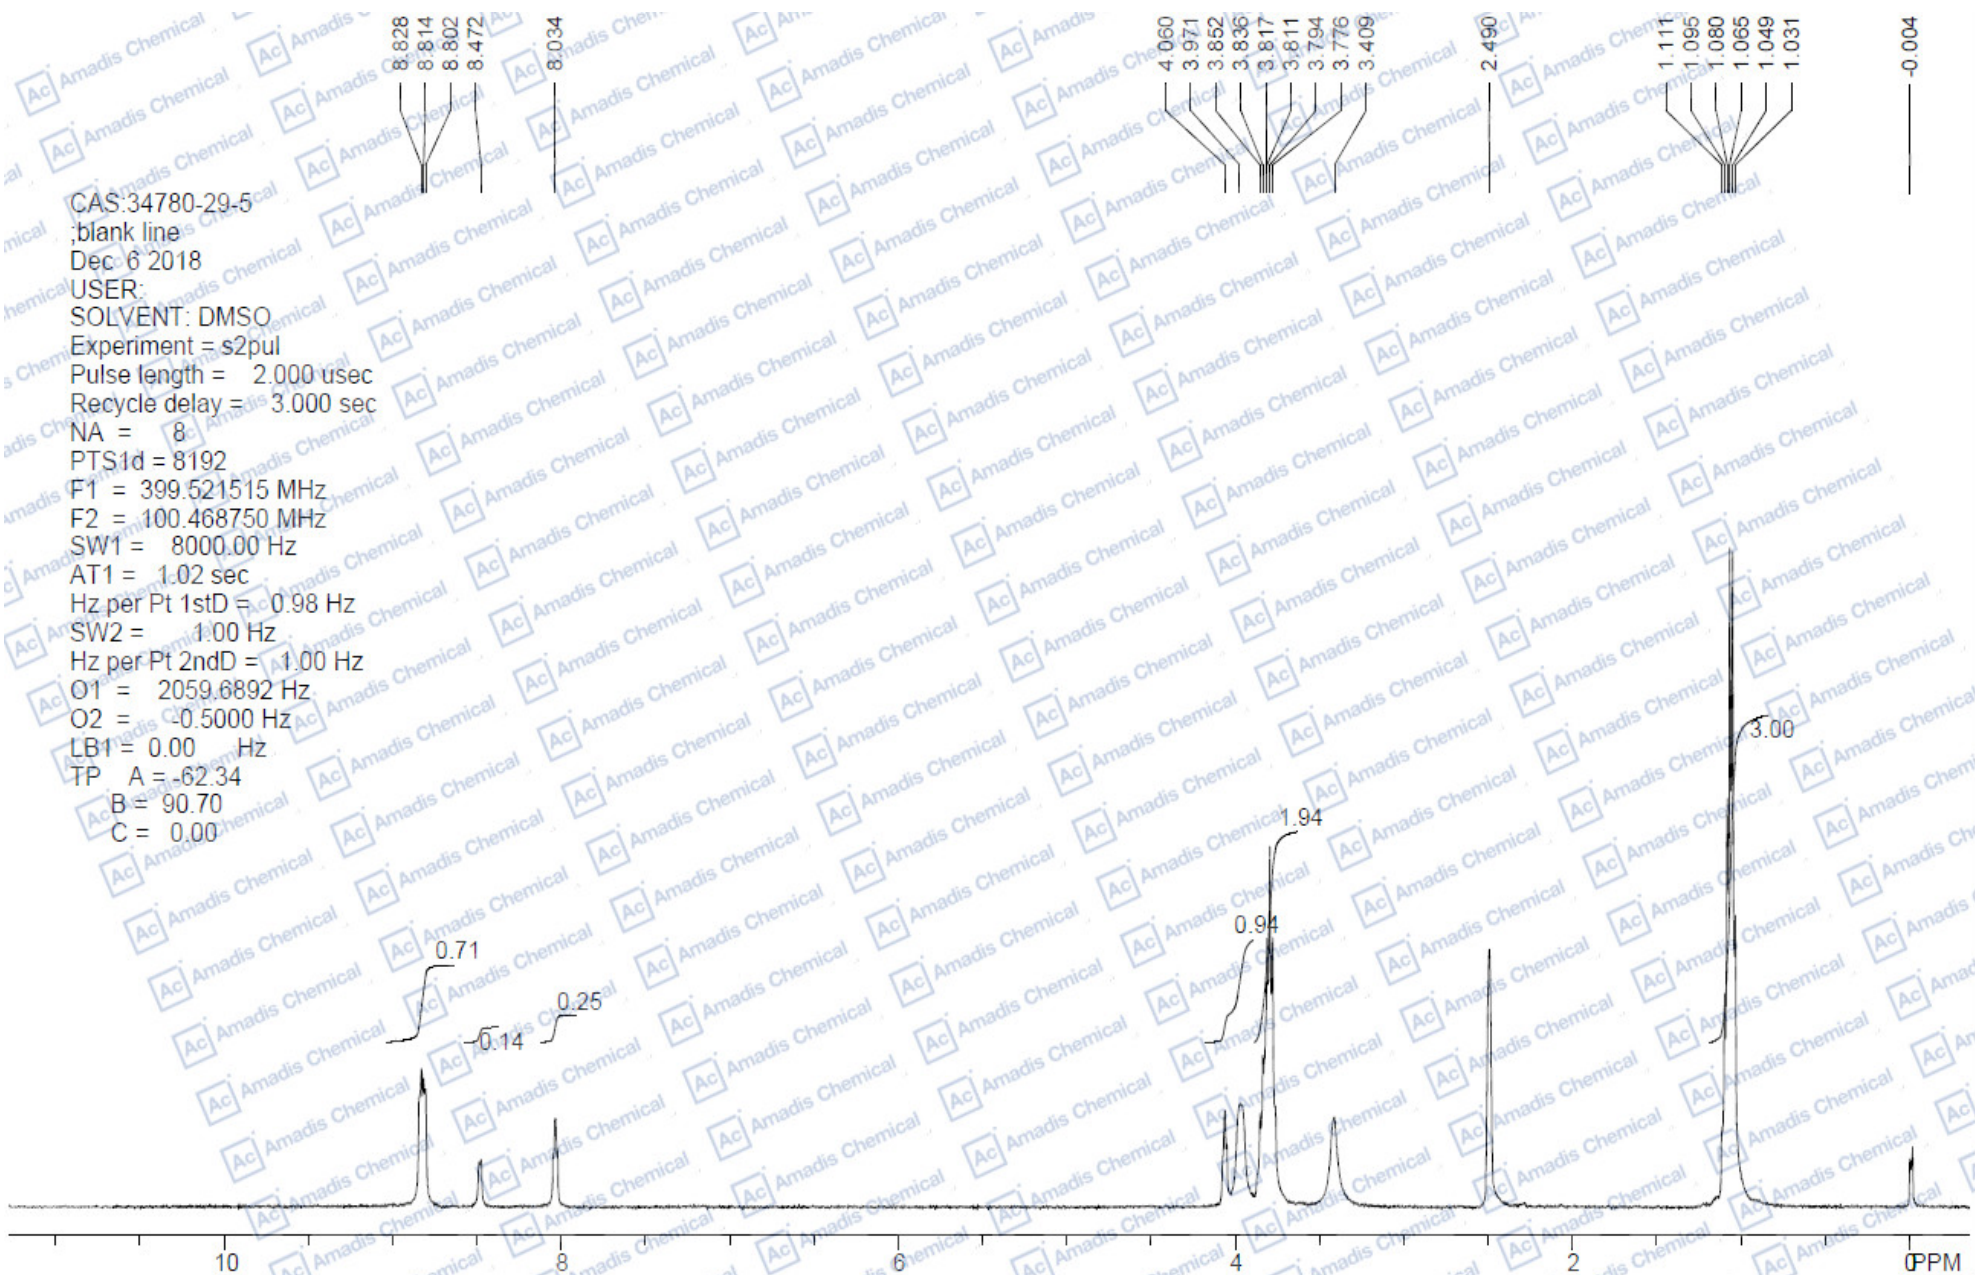 8.828
8.814
8.802
8.472
8.034
4.060
3.971
3.852
3.836
3.817
3.811
3.794
3.776
3.409
2.490
1.111
1.095
1.080
1.065
1.049
1.031
-0.004
CAS:34780-29-5
;blank line
Dec 6 2018
USER:
SOLVENT: DMSO
Experiment = s2pul
Pulse length = 2.000 usec
Recycle delay = 3.000 sec
NA = 8
PTS1d = 8192
F1 = 399.521515 MHz
F2 = 100.468750 MHz
SW1 = 8000.00 Hz
AT1 = 1.02 sec
Hz per Pt 1stD = 0.98 Hz
SW2 = 1.00 Hz
Hz per Pt 2ndD = 1.00 Hz
O1 = 2059.6892 Hz
O2 = -0.5000 Hz
LB1 = 0.00 Hz
TP A = -62.34
B = 90.70
C = 0.00
3.00
1.94
0.94
0.71
0.25
0.14
10 8 6 4 2 0 PPM
Ac Amadis Chemical